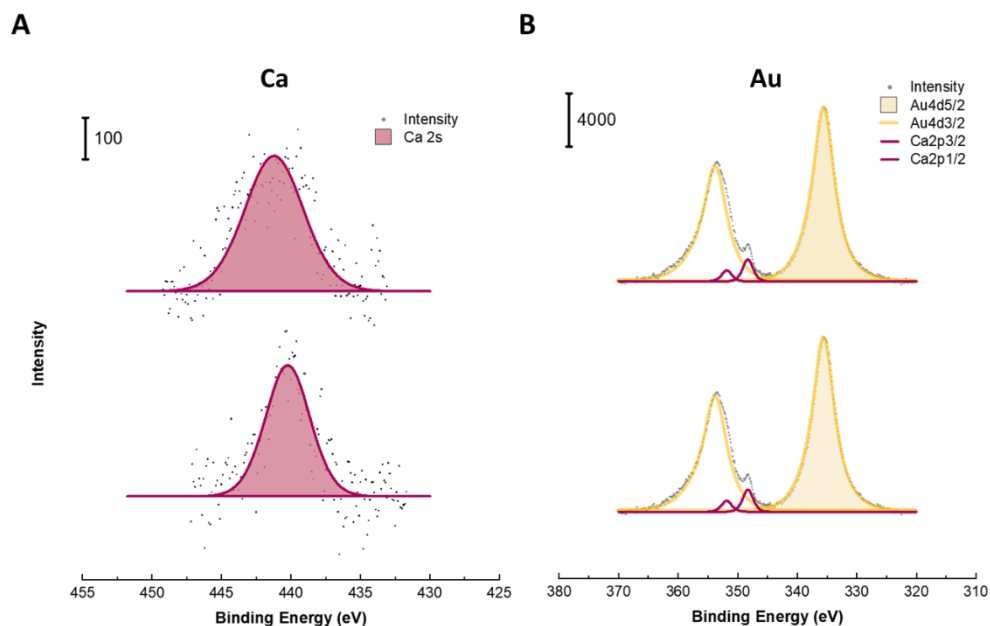 A
Ca
100
Intensity
Ca 2s
Intensity
455 450 445 440 435 430 425
Binding Energy (eV)
B
Au
4000
Intensity
Au4d5/2
Au4d3/2
Ca2p3/2
Ca2p1/2
380 370 360 350 340 330 320 310
Binding Energy (eV)